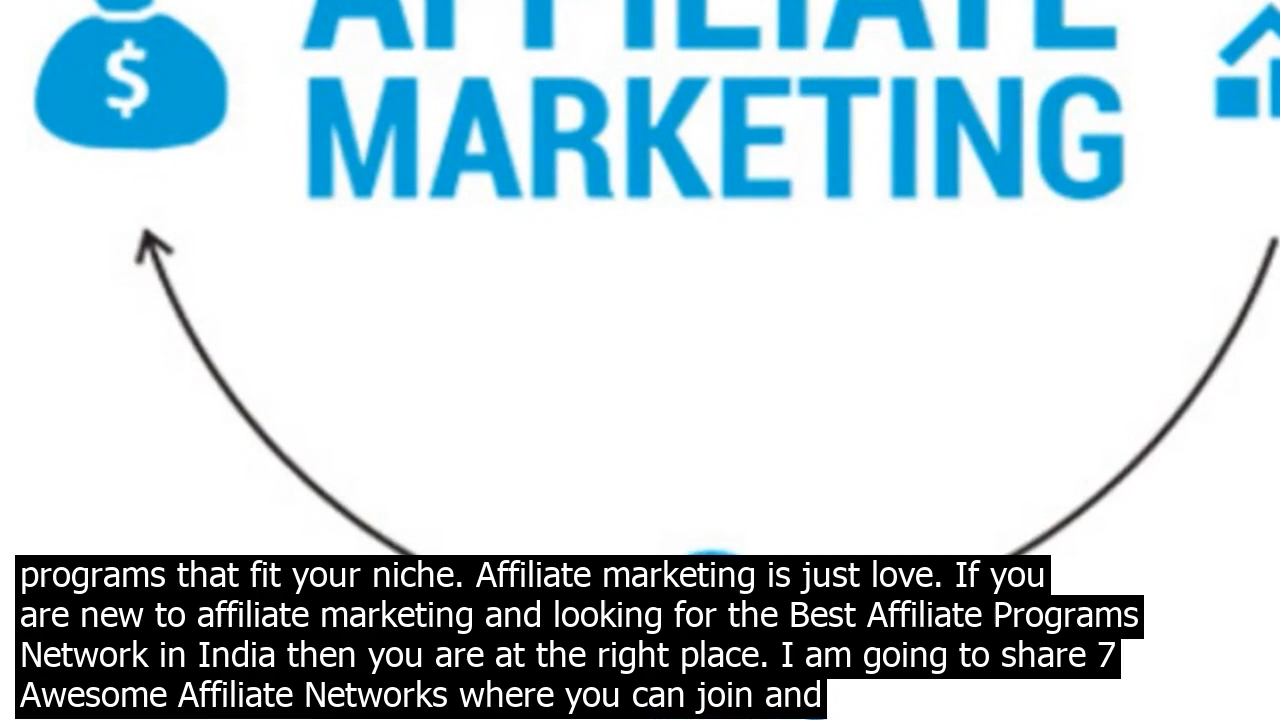 AFFILIATE
MARKETING
$
programs that fit your niche. Affiliate marketing is just love. If you
are new to affiliate marketing and looking for the Best Affiliate Programs
Network in India then you are at the right place. I am going to share 7
Awesome Affiliate Networks where you can join and